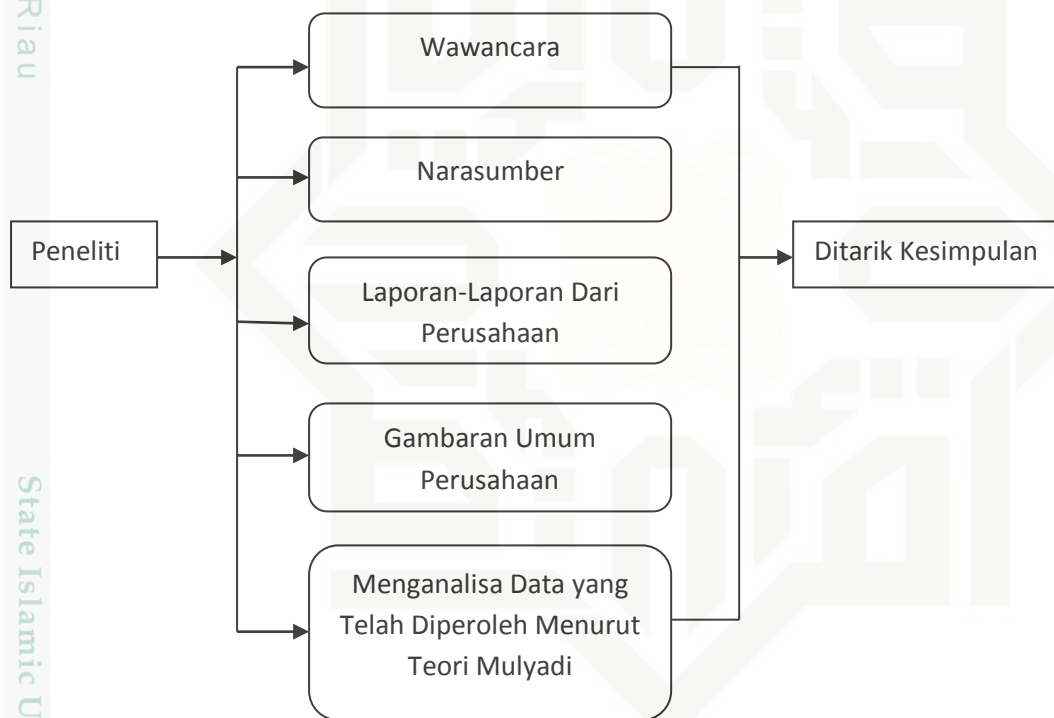 Riau
Wawancara
Narasumber
Peneliti
Ditarik Kesimpulan
Laporan-Laporan Dari
Perusahaan
Gambaran Umum
Perusahaan
State Islamic U
Menganalisa Data yang
Telah Diperoleh Menurut
Teori Mulyadi